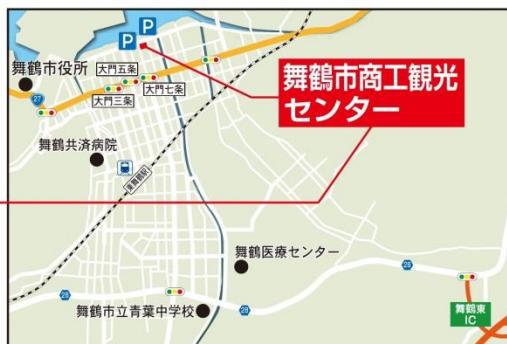 P
P
舞鶴市役所
大門五条
大門七条
大門三条
27
舞鶴市商工観光
センター
舞鶴共済病院
東舞鶴駅
舞鶴医療センター
28
28
舞鶴市立青葉中学校
舞鶴東
IC